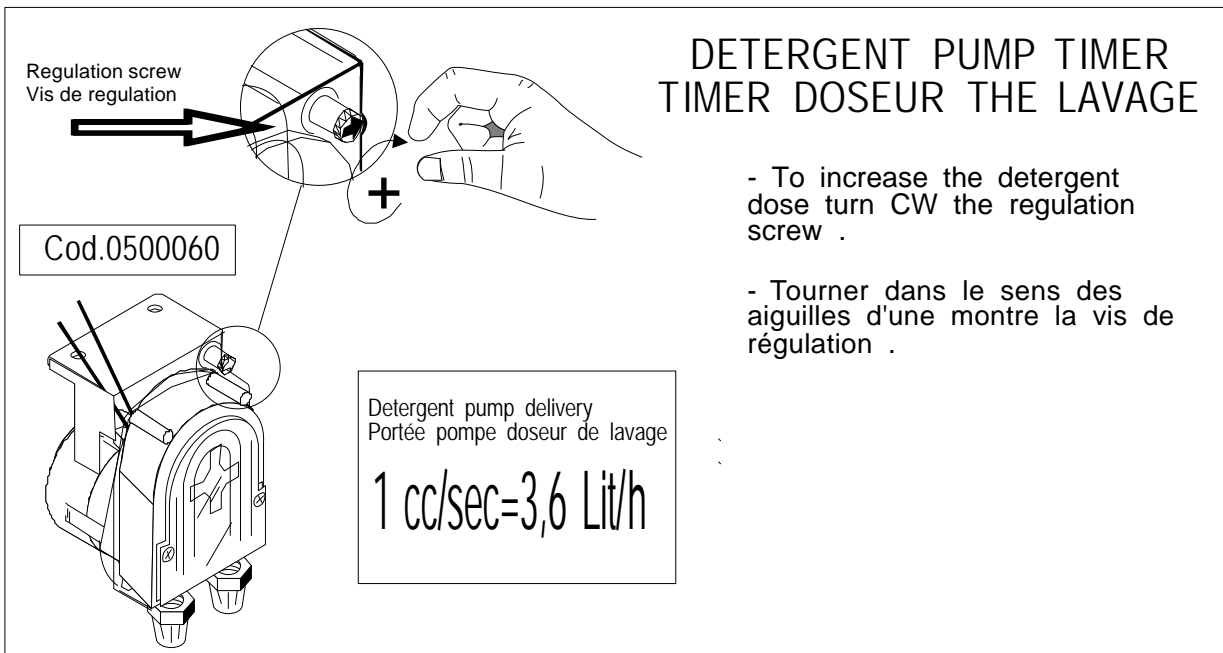 Regulation screw
Vis de regulation
DETERGENT PUMP TIMER
TIMER DOSEUR THE LAVAGE
+
- To increase the detergent
dose turn CW the regulation
screw .
- Tourner dans le sens des
aiguilles d'une montre la vis de
régulation .
Cod.0500060
Detergent pump delivery
Portée pompe doseur de lavage
1 cc/sec=3,6 Lit/h